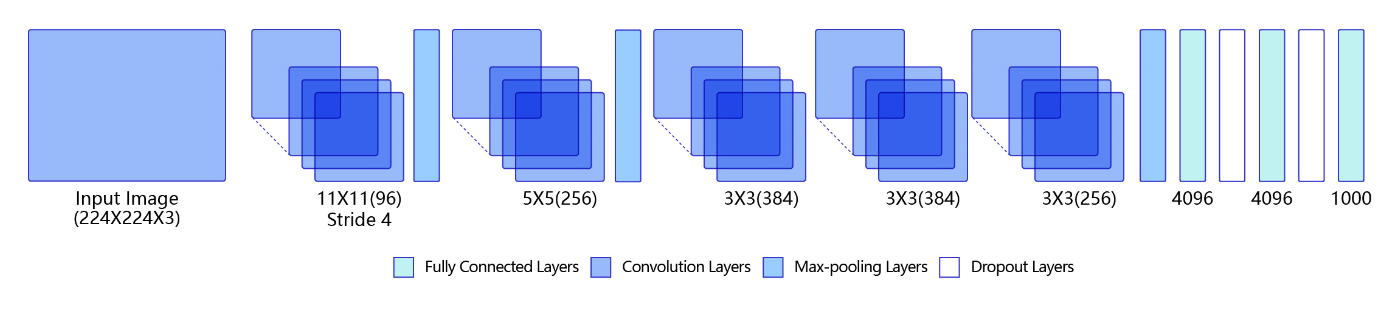 Input Image
(224X224X3)
11X11(96)
Stride 4
5X5(256)
3X3(384)
3X3(384)
3X3(256)
4096
4096
1000
Fully Connected Layers
Convolution Layers
Max-pooling Layers
Dropout Layers